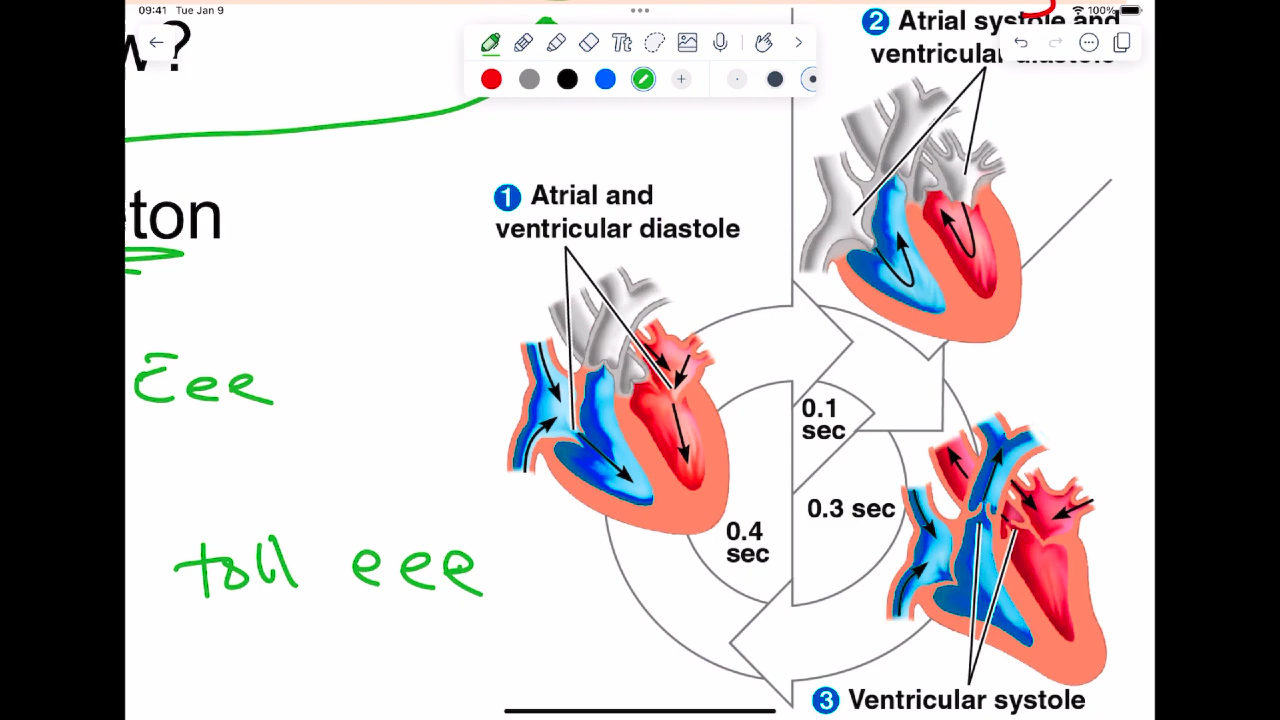 09:41 Tue Jan 9
100%
w?
2 Atrial systole and
ventricular diastole
ton
1 Atrial and
ventricular diastole
0.1
sec
0.3 sec
0.4
sec
toll eee
3 Ventricular systole
Tt